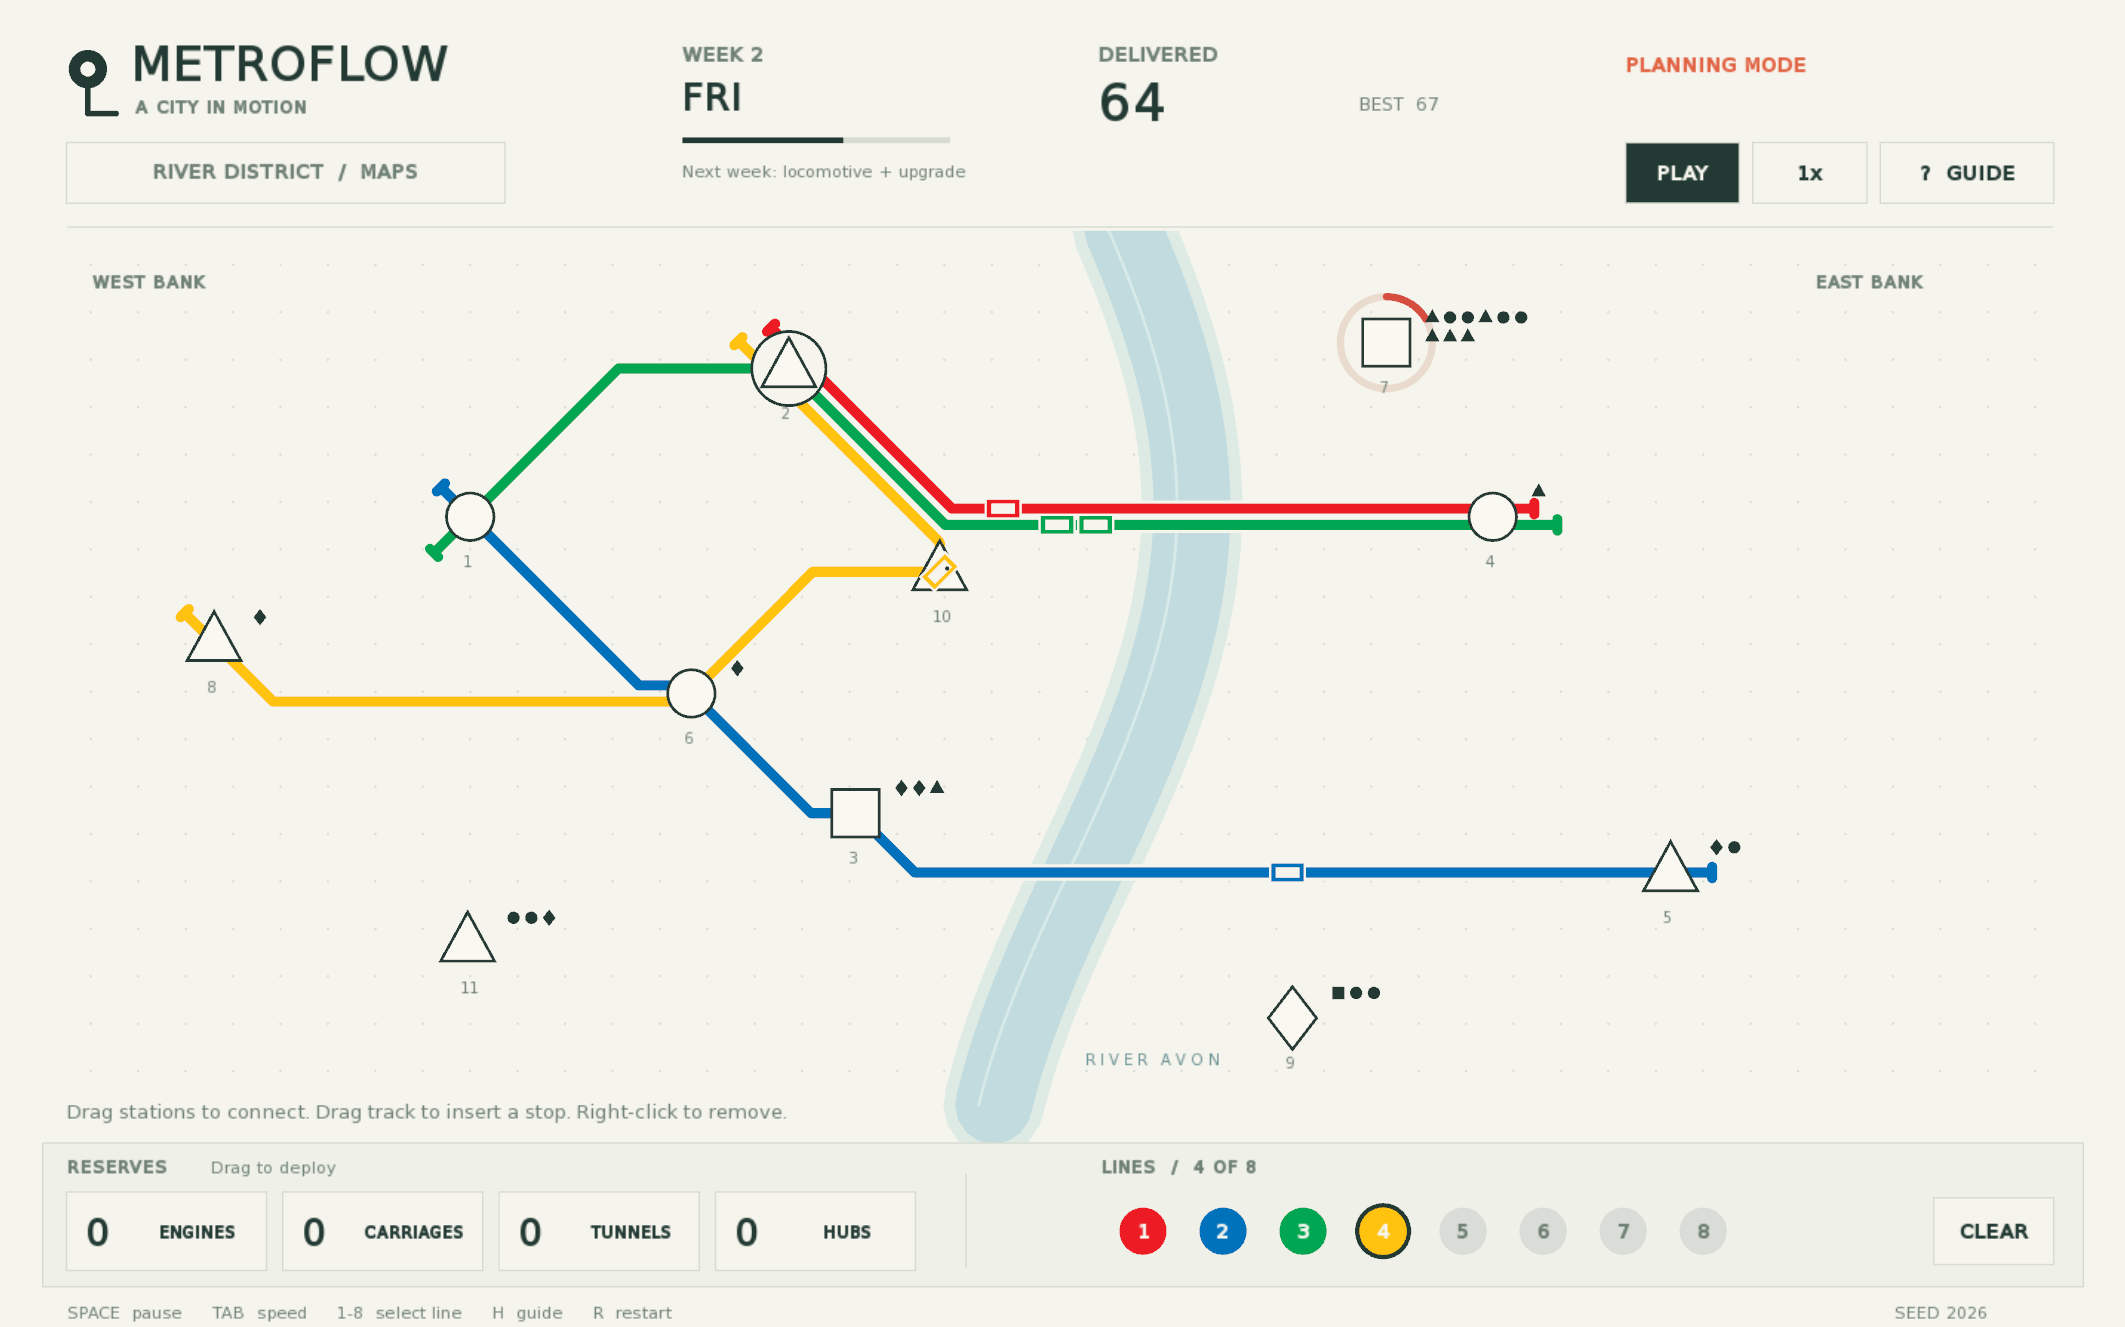 METROFLOW
A CITY IN MOTION
RIVER DISTRICT / MAPS
WEEK 2
FRI
Next week: locomotive + upgrade
DELIVERED
64
BEST 67
PLANNING MODE
PLAY
1x
? GUIDE
WEST BANK
EAST BANK
7
2
1
4
10
8
6
3
5
11
9
RIVER AVON
Drag stations to connect. Drag track to insert a stop. Right-click to remove.
RESERVES Drag to deploy
0 ENGINES
0 CARRIAGES
0 TUNNELS
0 HUBS
LINES / 4 OF 8
1 2 3 4 5 6 7 8
CLEAR
SPACE pause TAB speed 1-8 select line H guide R restart
SEED 2026